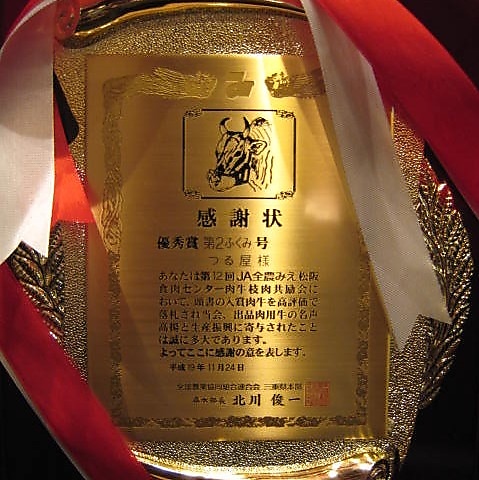 感謝状
優秀賞 第2ふくみ号
つる屋様
あなたは第12回JA全農みえ松阪
食肉センター肉牛枝肉共励会に
おいて、頭書の入賞肉牛を高評価で
落札され当会、出品肉用牛の名声
高揚と生産振興に寄与されたこと
は誠に多大であります。
よってここに感謝の意を表します。
平成19年11月24日
全国農業協同組合連合会 三重県本部
県本部長 北川俊一